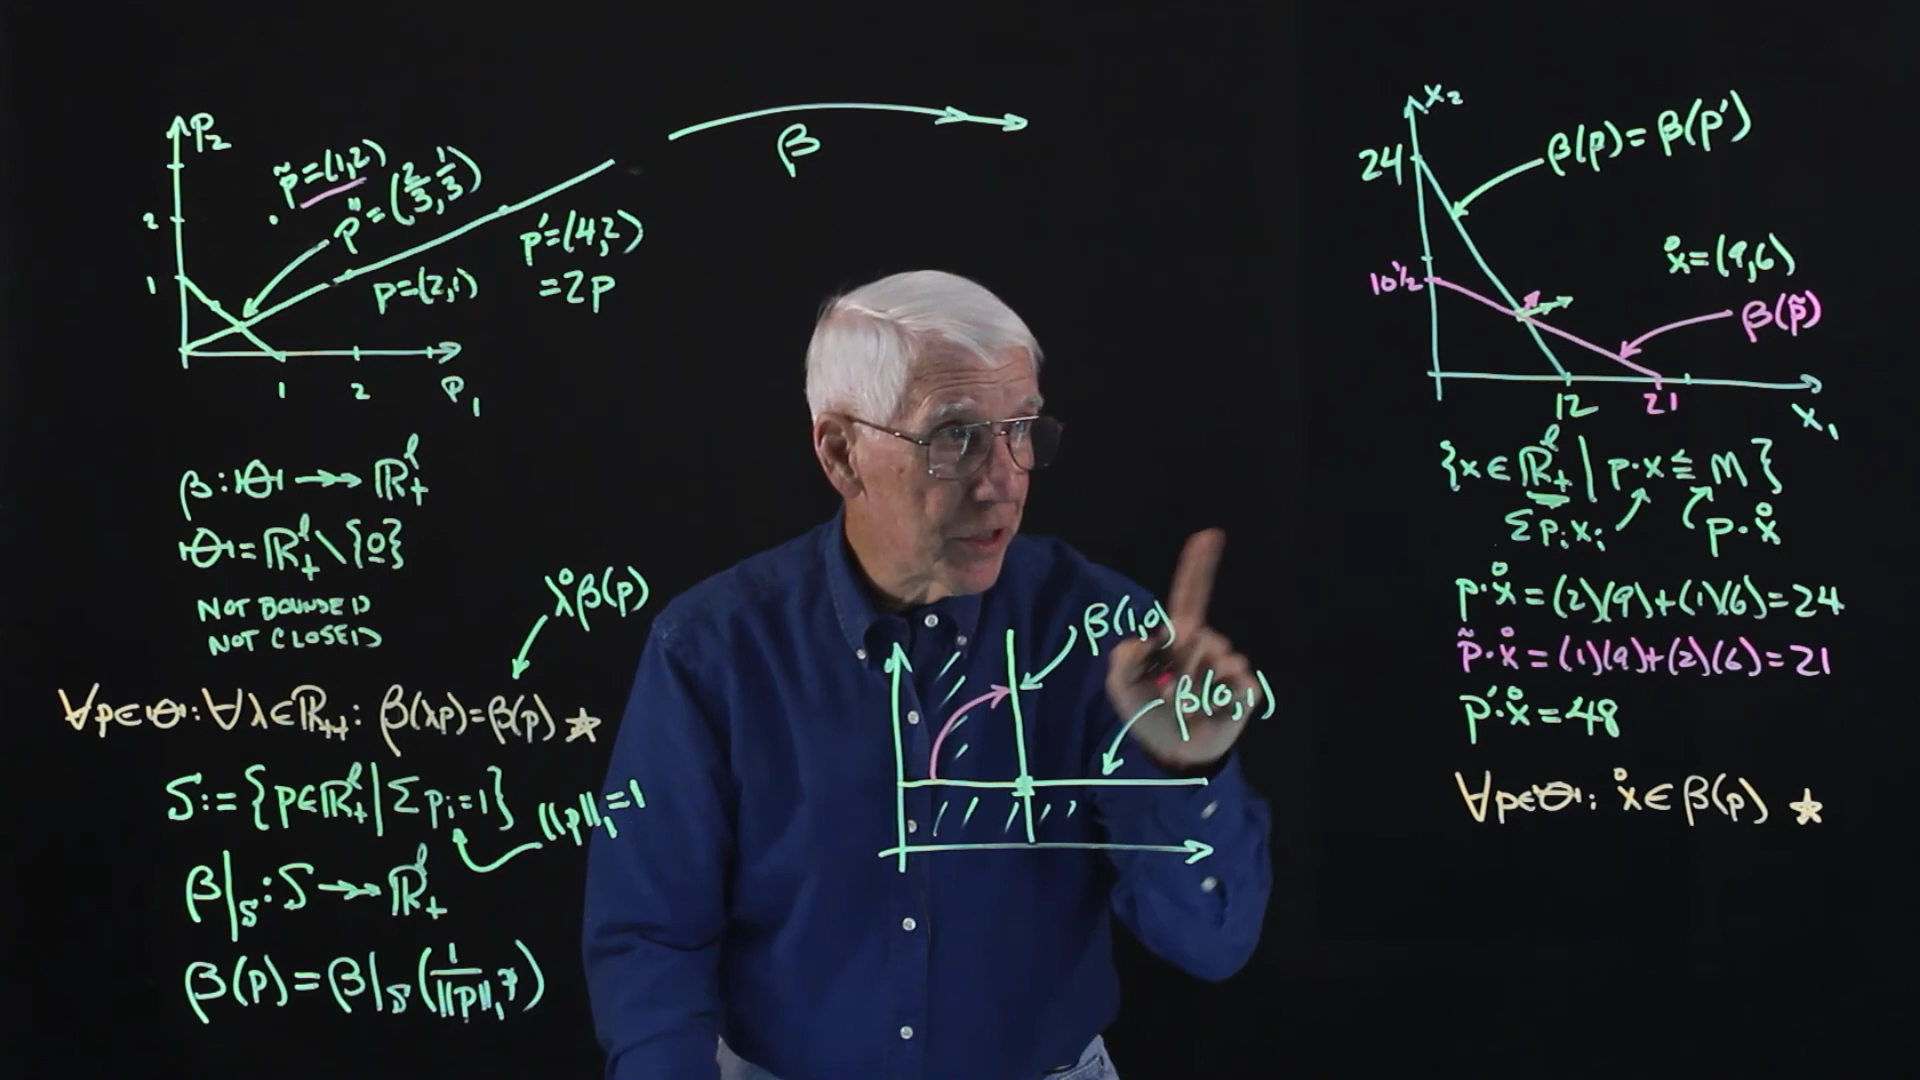 P₂
p̃=(1,2)
p″=(2/3,1/3)
2
1
p=(2,1)
p′=(4,2)
=2p
1 2 P₁
β
β:Θ→→ℝ₊ˡ
Θ=ℝ₊ˡ\{0}
NOT BOUNDED
NOT CLOSED
λ°β(p)
∀p∈Θ:∀λ∈ℝ₊₊: β(λp)=β(p) ☆
S:={p∈ℝ₊ˡ|Σpᵢ=1}
||p||₁=1
β|ₛ:S→→ℝ₊ˡ
β(p)=β|ₛ(1/||p||₁ p)
β(1,0)
β(0,1)
X₂
24
β(p)=β(p′)
x̊=(9,6)
10½
β(p̃)
12 21 X₁
{x∈ℝ₊ˡ|p·x≦M}
Σpᵢxᵢ p·x̊
p·x̊=(2)(9)+(1)(6)=24
p̃·x̊=(1)(9)+(2)(6)=21
p′·x̊=48
∀p∈Θ: x̊∈β(p) ☆